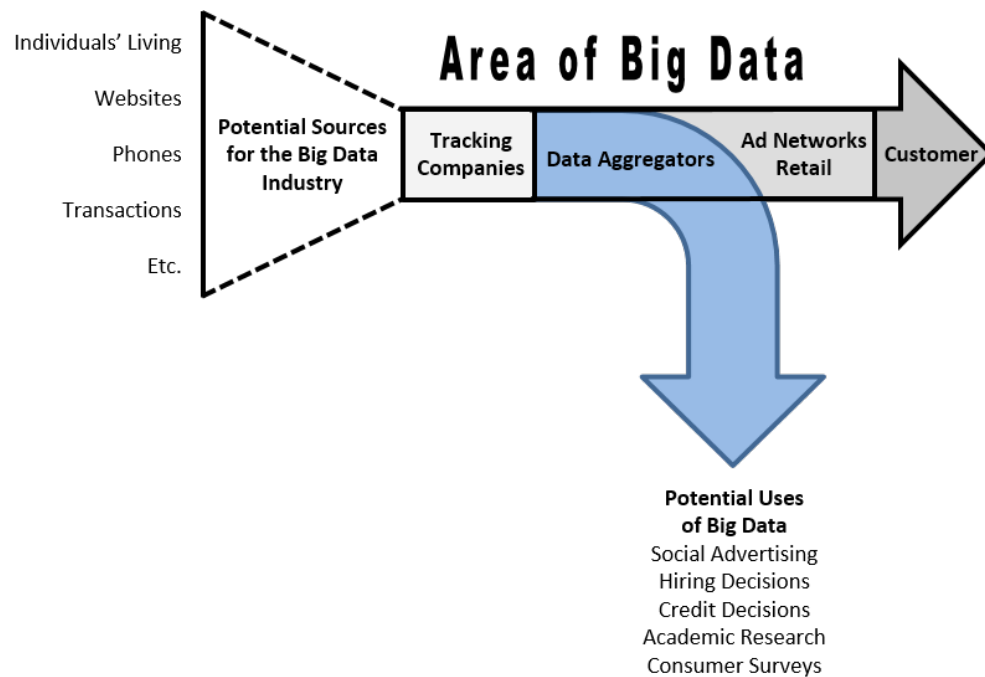 Area of Big Data
Individuals' Living
Websites
Phones
Transactions
Etc.
Potential Sources
for the Big Data
Industry
Tracking
Companies
Data Aggregators
Ad Networks
Retail
Customer
Potential Uses
of Big Data
Social Advertising
Hiring Decisions
Credit Decisions
Academic Research
Consumer Surveys